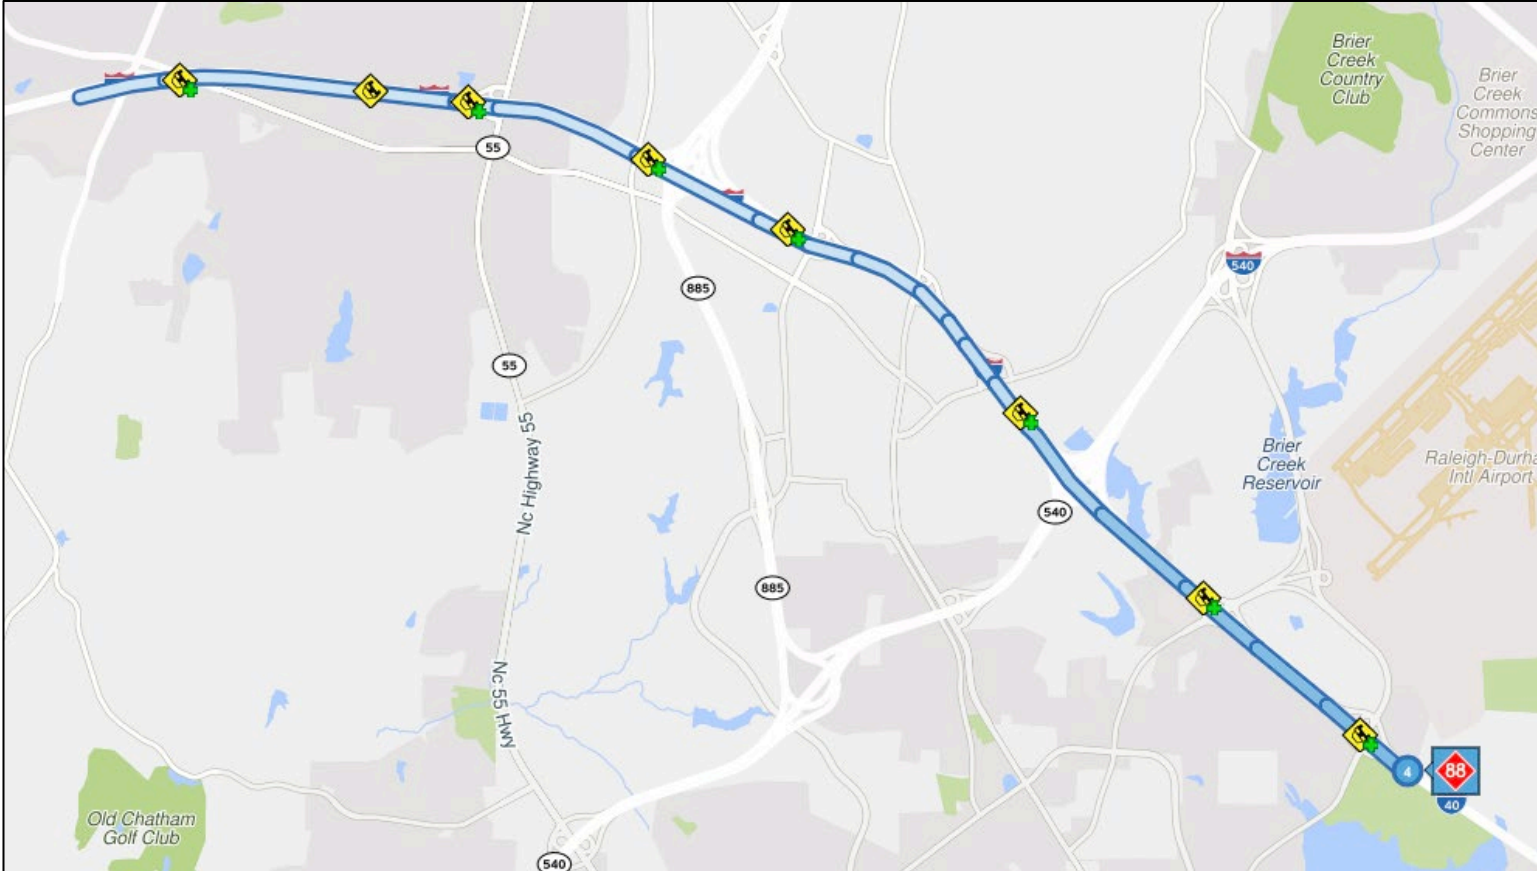 Brier
Creek
Country
Club
Brier
Creek
Commons
Shopping
Center
55
540
885
55
Nc Highway 55
Brier
Creek
Reservoir
Raleigh-Durha
Intl Airport
540
885
Nc 55 Hwy
4
88
40
Old Chatham
Golf Club
540